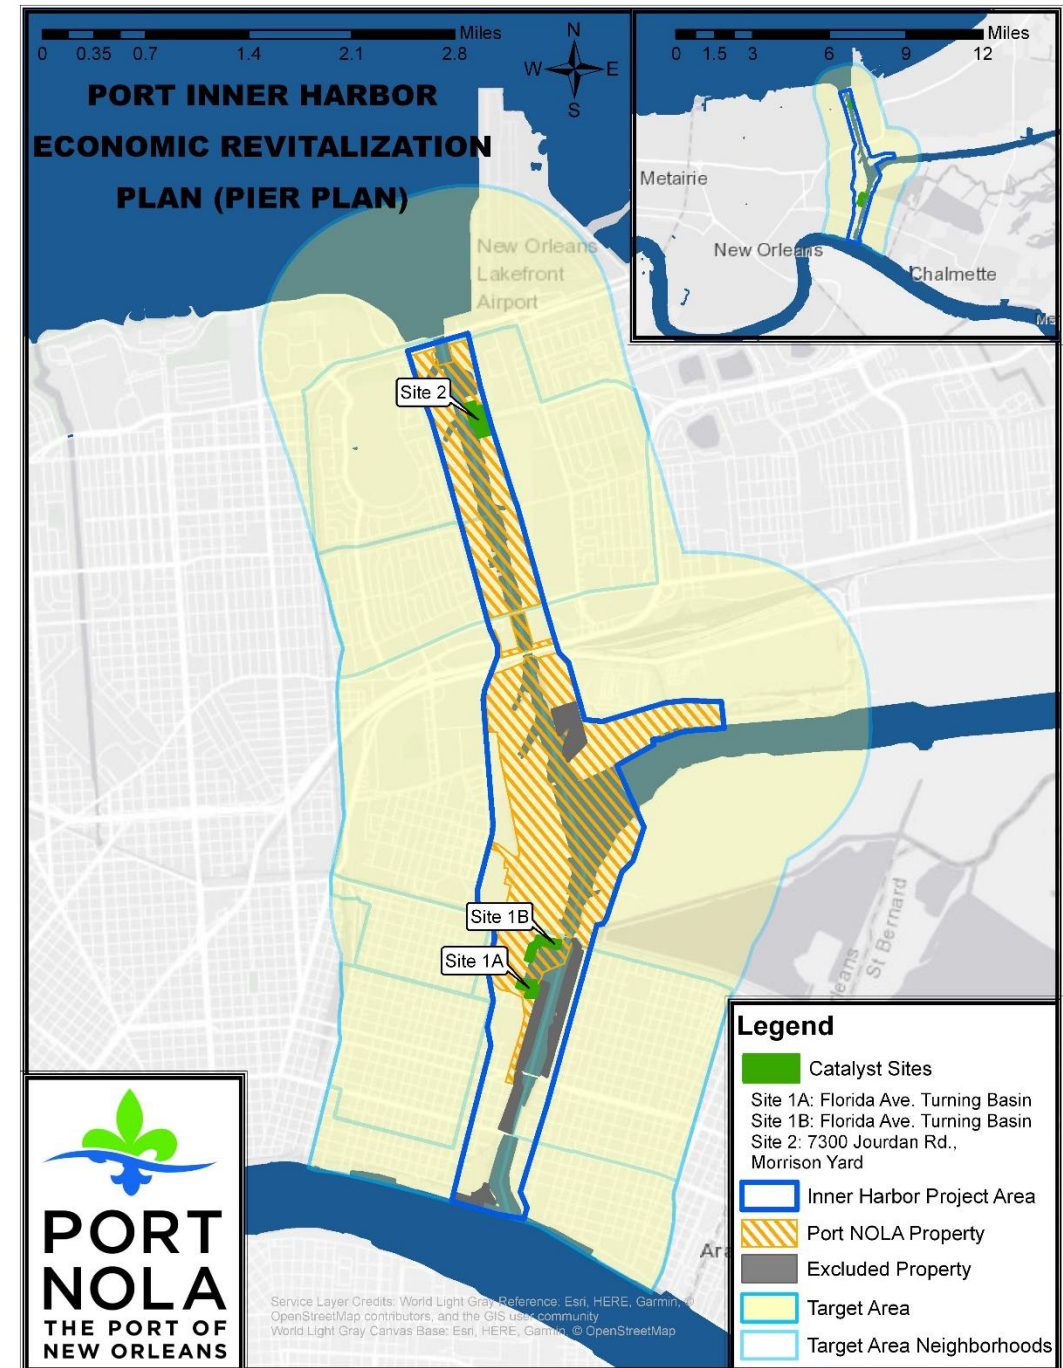 Miles
0 0.35 0.7 1.4 2.1 2.8
N
W E
S
PORT INNER HARBOR
ECONOMIC REVITALIZATION
PLAN (PIER PLAN)
Miles
0 1.5 3 6 9 12
Metairie
New Orleans
Chalmette
New Orleans
Lakefront
Airport
Site 2
Site 1B
Site 1A
St Bernard
Legend
Catalyst Sites
Site 1A: Florida Ave. Turning Basin
Site 1B: Florida Ave. Turning Basin
Site 2: 7300 Jourdan Rd.,
Morrison Yard
Inner Harbor Project Area
Port NOLA Property
Excluded Property
Target Area
Target Area Neighborhoods
PORT
NOLA
THE PORT OF
NEW ORLEANS
Service Layer Credits: World Light Gray Reference: Esri, HERE, Garmin, ©
OpenStreetMap contributors, and the GIS user community
World Light Gray Canvas Base: Esri, HERE, Garmin, © OpenStreetMap